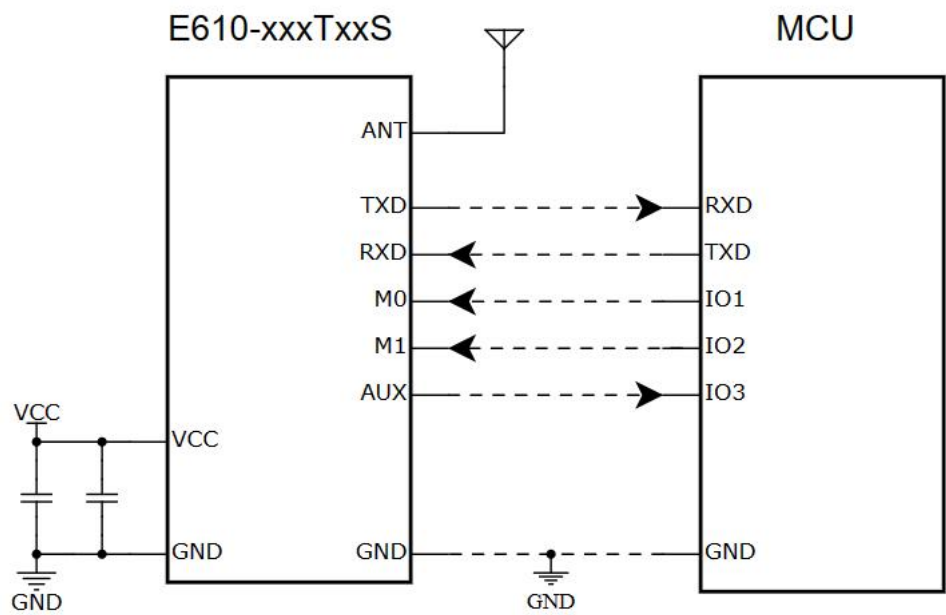 E610-xxxTxxS
MCU
ANT
TXD
RXD
RXD
TXD
M0
IO1
M1
IO2
AUX
IO3
VCC
VCC
GND
GND
GND
GND
GND